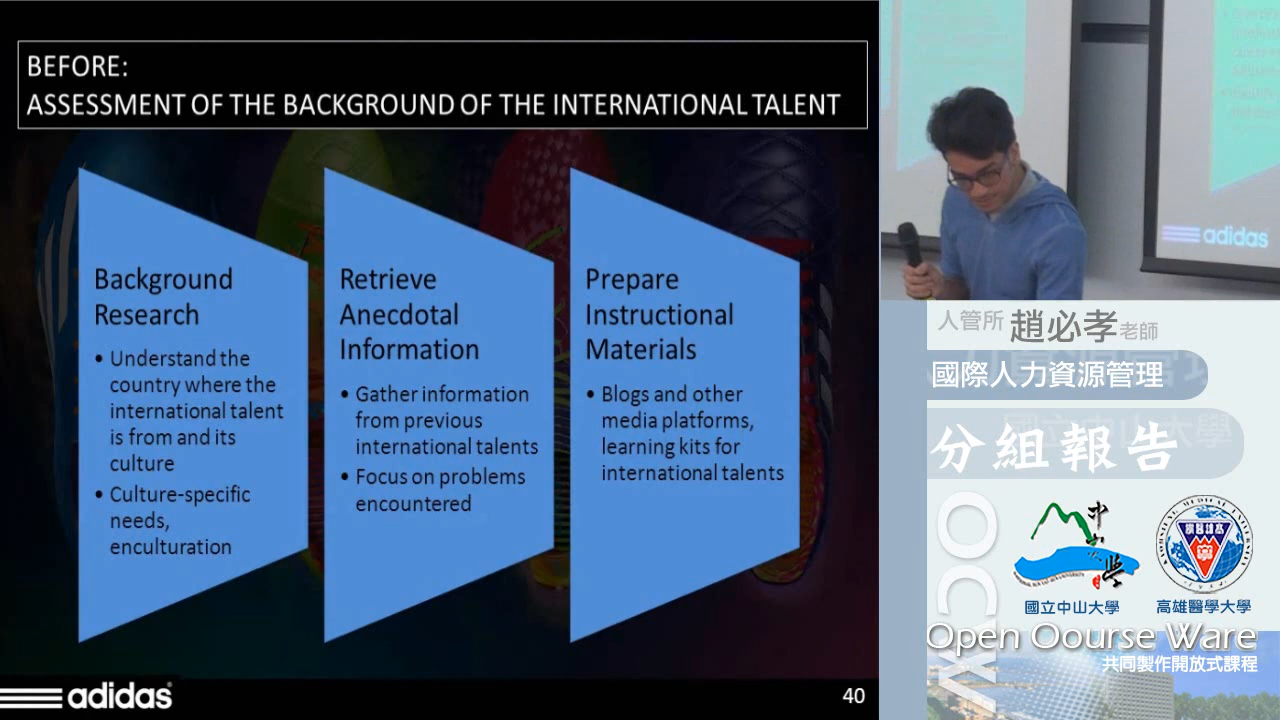 BEFORE:
ASSESSMENT OF THE BACKGROUND OF THE INTERNATIONAL TALENT
Background
Research
• Understand the
country where the
international talent
is from and its
culture
• Culture-specific
needs,
enculturation
Retrieve
Anecdotal
Information
• Gather information
from previous
international talents
• Focus on problems
encountered
Prepare
Instructional
Materials
• Blogs and other
media platforms,
learning kits for
international talents
adidas
40
adidas
人管所 趙必孝老師
國際人力資源管理
分組報告
OCW
國立中山大學
高雄醫學大學
Open Oourse Ware
共同製作開放式課程